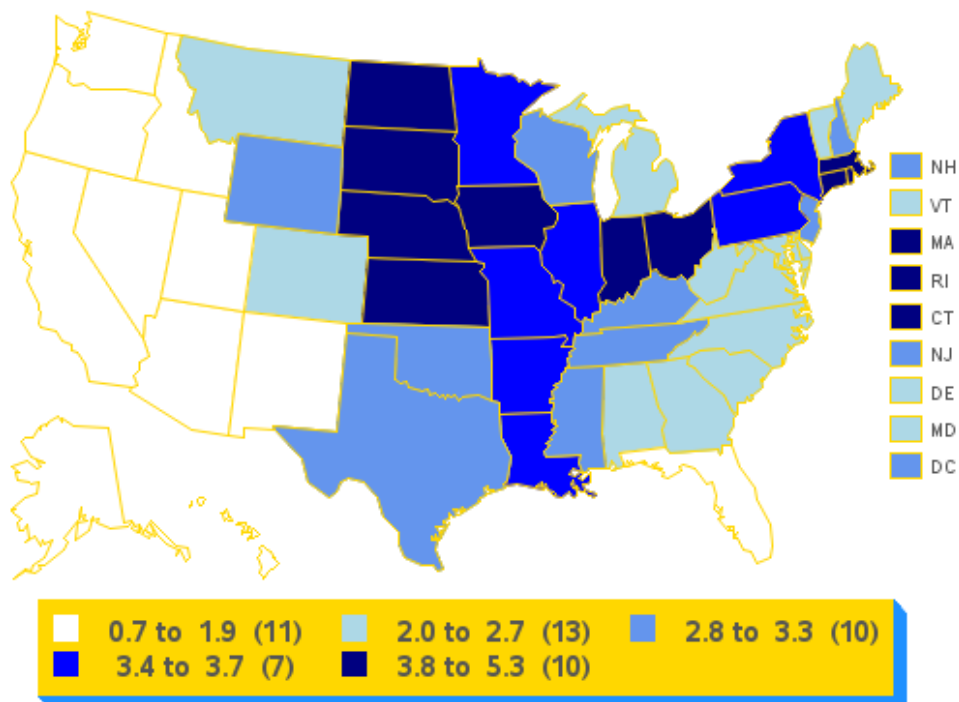 NH
VT
MA
RI
CT
NJ
DE
MD
DC
0.7 to 1.9 (11) 2.0 to 2.7 (13) 2.8 to 3.3 (10)
3.4 to 3.7 (7) 3.8 to 5.3 (10)